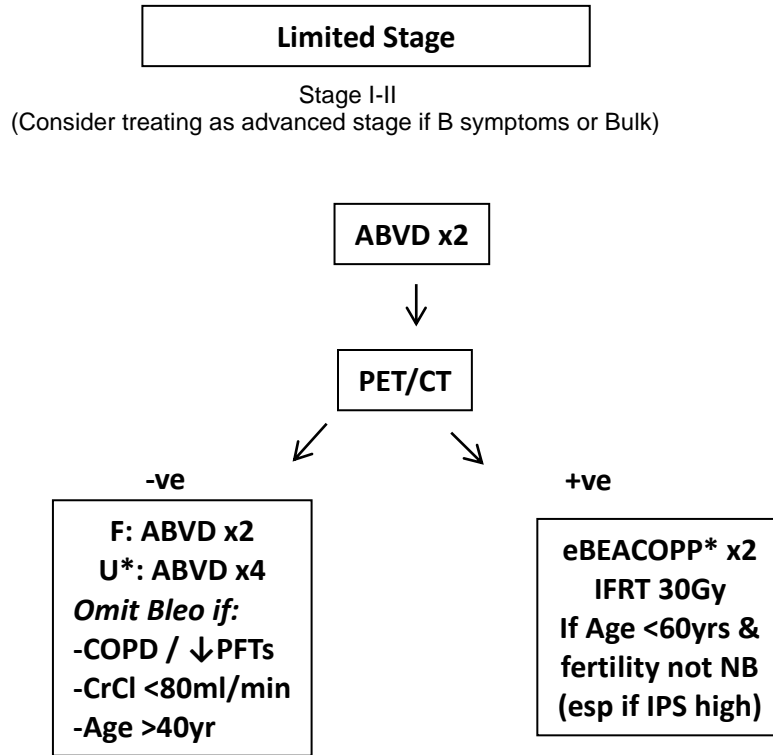 Limited Stage
Stage I-II
(Consider treating as advanced stage if B symptoms or Bulk)
ABVD x2
PET/CT
-ve
F: ABVD x2
U*: ABVD x4
Omit Bleo if:
-COPD / ↓PFTs
-CrCl <80ml/min
-Age >40yr
+ve
eBEACOPP* x2
IFRT 30Gy
If Age <60yrs &
fertility not NB
(esp if IPS high)